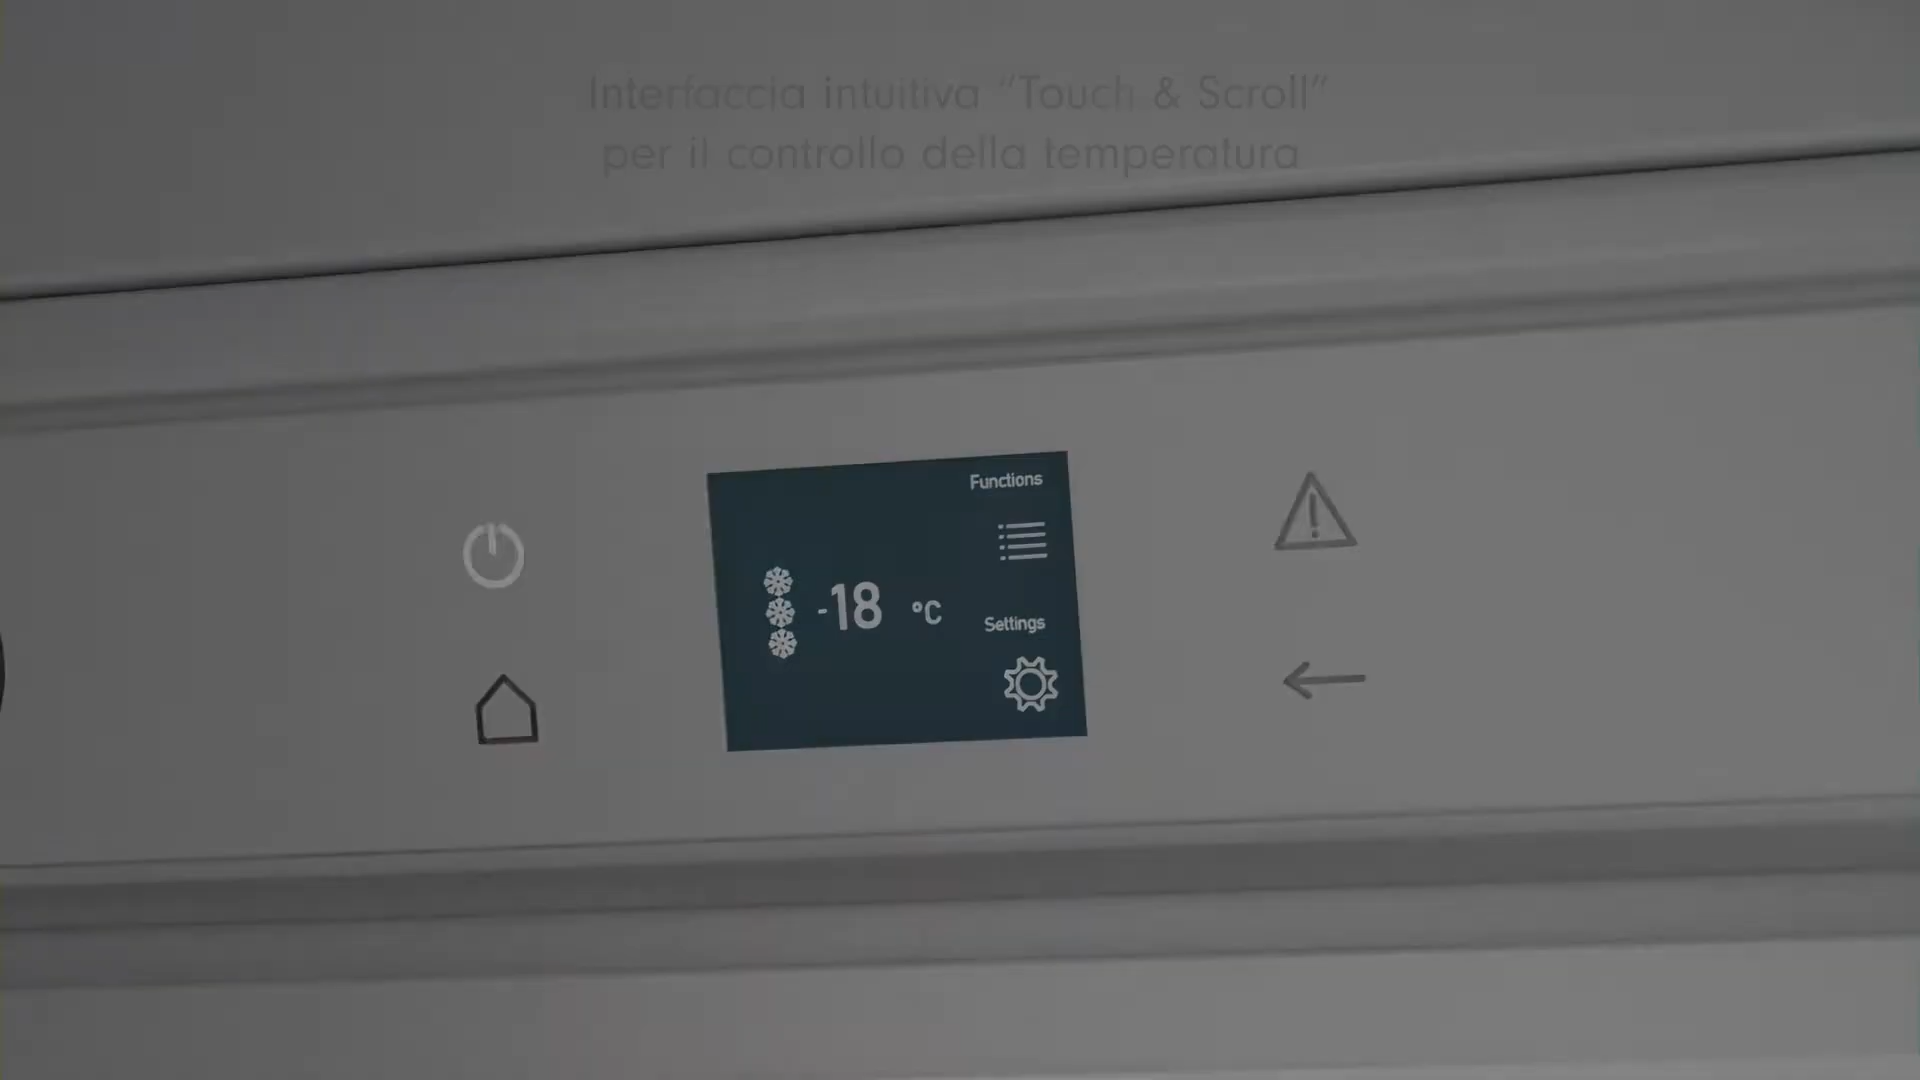 Interfaccia intuitiva “Touch & Scroll”
per il controllo della temperatura
Functions
-18 °C
Settings